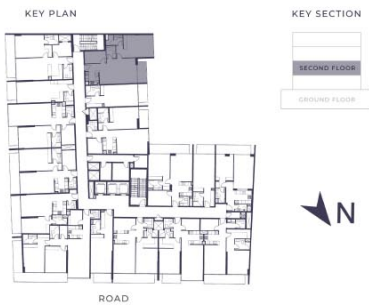 KEY PLAN
KEY SECTION
SECOND FLOOR
GROUND FLOOR
N
ROAD